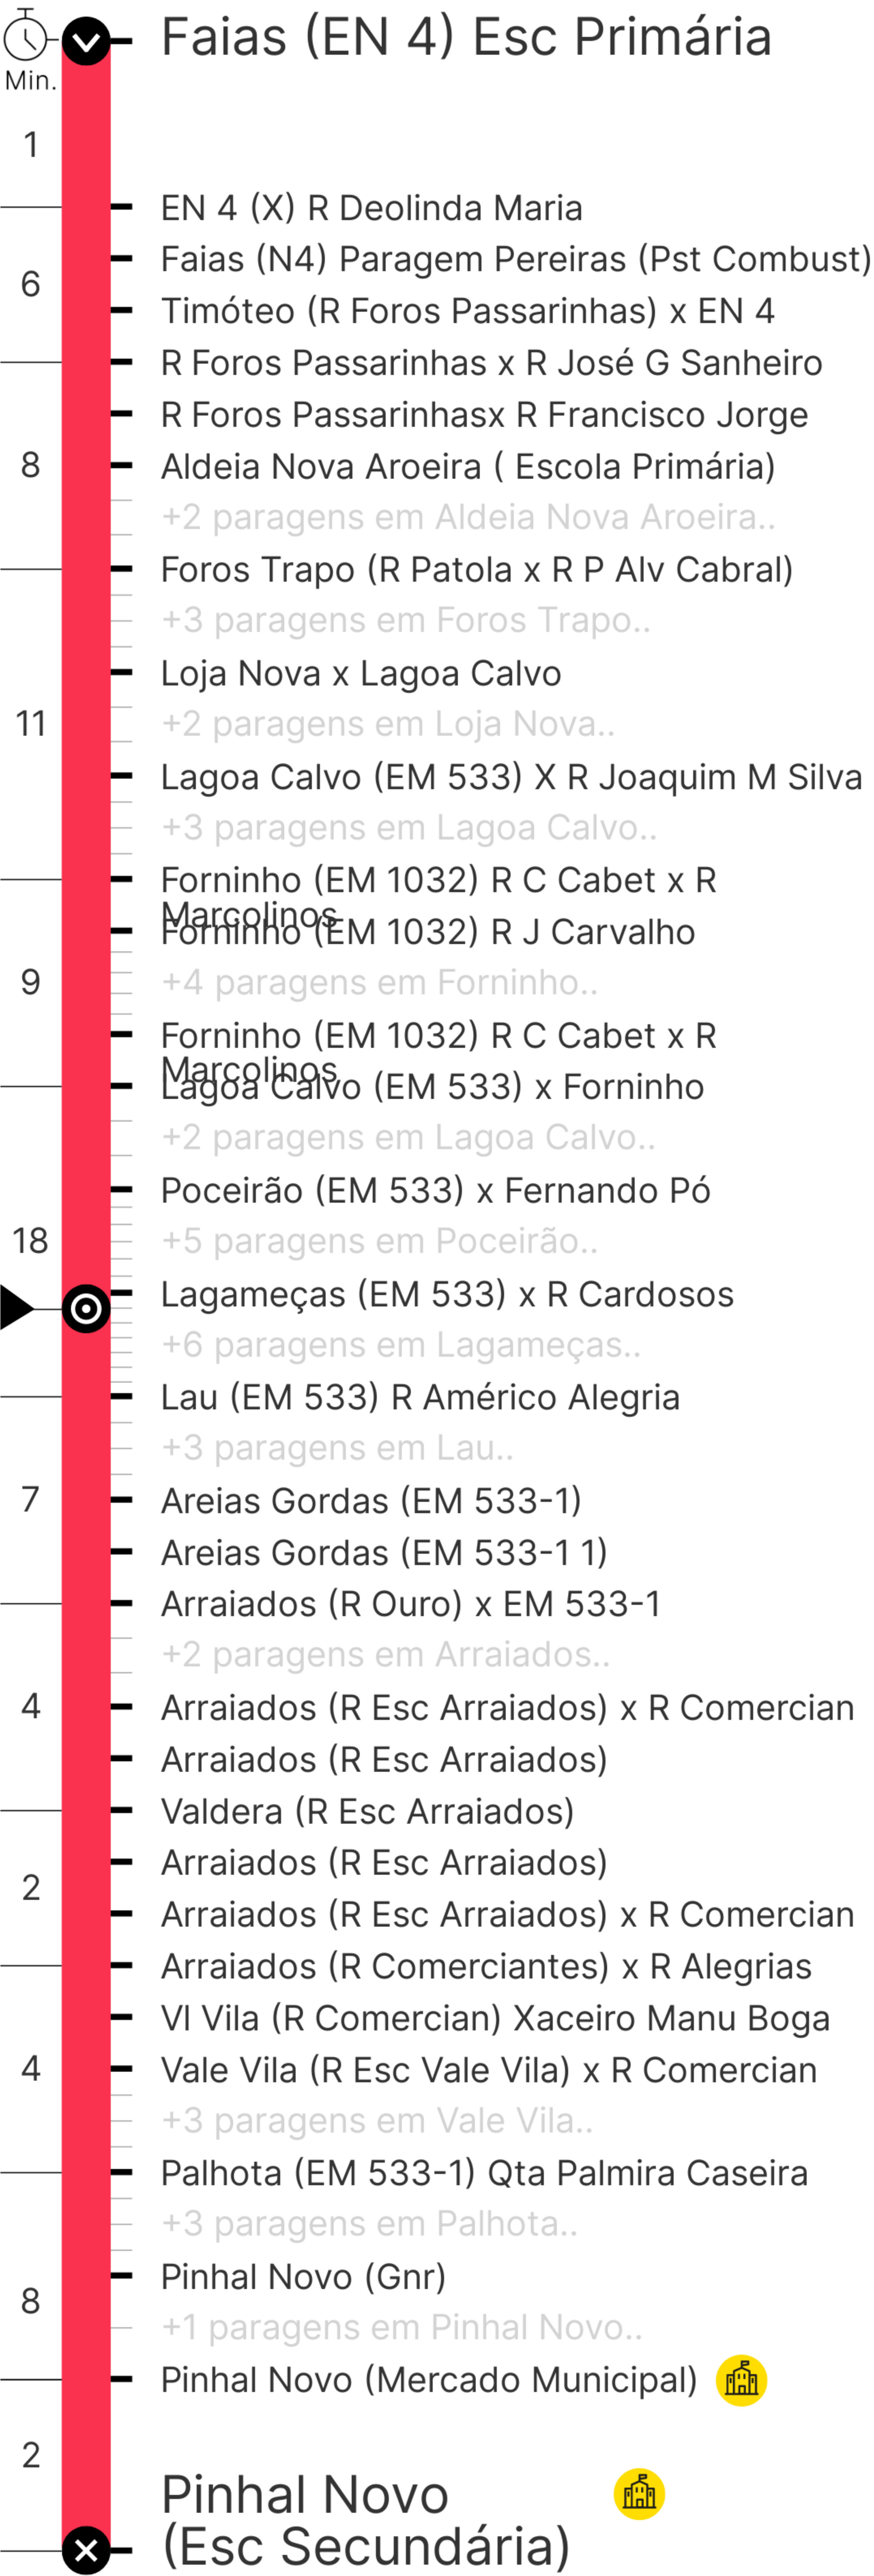 Faias (EN 4) Esc Primária
Min.
1
EN 4 (X) R Deolinda Maria
Faias (N4) Paragem Pereiras (Pst Combust)
6
Timóteo (R Foros Passarinhas) x EN 4
R Foros Passarinhas x R José G Sanheiro
R Foros Passarinhasx R Francisco Jorge
8
Aldeia Nova Aroeira ( Escola Primária)
+2 paragens em Aldeia Nova Aroeira..
Foros Trapo (R Patola x R P Alv Cabral)
+3 paragens em Foros Trapo..
Loja Nova x Lagoa Calvo
11
+2 paragens em Loja Nova..
Lagoa Calvo (EM 533) X R Joaquim M Silva
+3 paragens em Lagoa Calvo..
Forninho (EM 1032) R C Cabet x R
Marcolinos
Forninho (EM 1032) R J Carvalho
9
+4 paragens em Forninho..
Forninho (EM 1032) R C Cabet x R
Marcolinos
Lagoa Calvo (EM 533) x Forninho
+2 paragens em Lagoa Calvo..
Poceirão (EM 533) x Fernando Pó
18
+5 paragens em Poceirão..
Lagameças (EM 533) x R Cardosos
+6 paragens em Lagameças..
Lau (EM 533) R Américo Alegria
+3 paragens em Lau..
7
Areias Gordas (EM 533-1)
Areias Gordas (EM 533-1 1)
Arraiados (R Ouro) x EM 533-1
+2 paragens em Arraiados..
4
Arraiados (R Esc Arraiados) x R Comercian
Arraiados (R Esc Arraiados)
Valdera (R Esc Arraiados)
Arraiados (R Esc Arraiados)
2
Arraiados (R Esc Arraiados) x R Comercian
Arraiados (R Comerciantes) x R Alegrias
Vl Vila (R Comercian) Xaceiro Manu Boga
4
Vale Vila (R Esc Vale Vila) x R Comercian
+3 paragens em Vale Vila..
Palhota (EM 533-1) Qta Palmira Caseira
+3 paragens em Palhota..
Pinhal Novo (Gnr)
8
+1 paragens em Pinhal Novo..
Pinhal Novo (Mercado Municipal)
2
Pinhal Novo
(Esc Secundária)